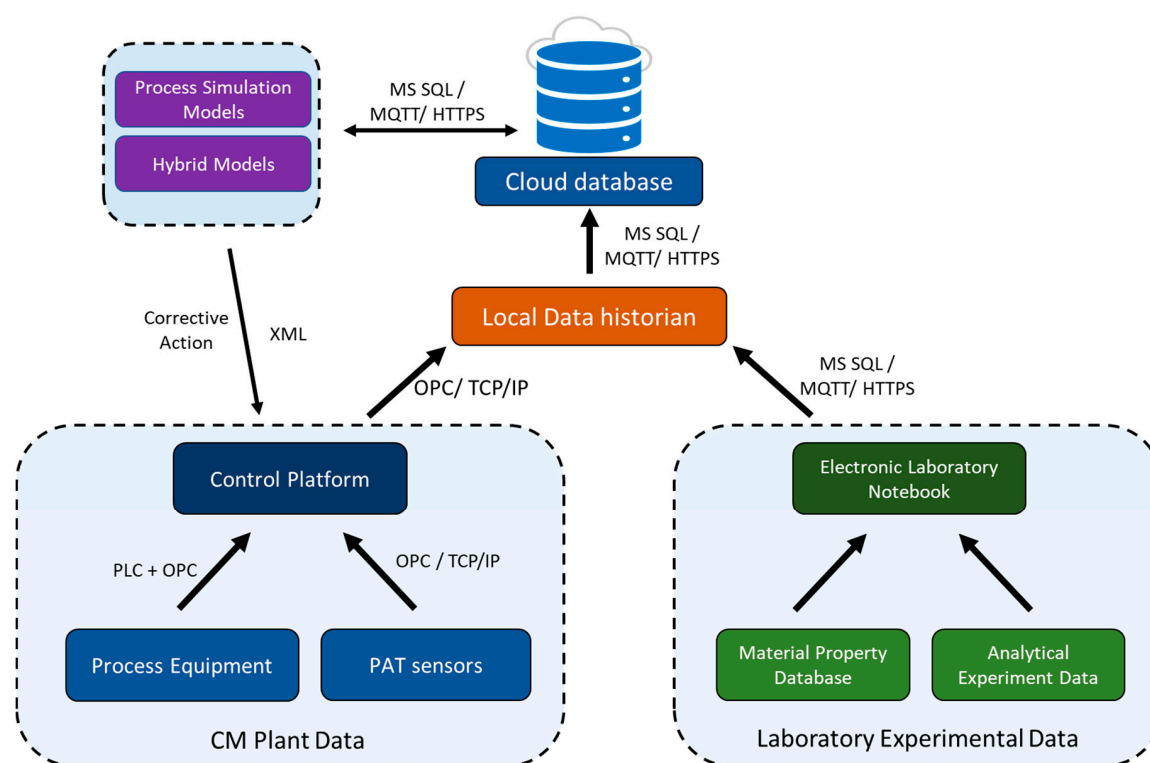 Process Simulation
Models
Hybrid Models
MS SQL /
MQTT/ HTTPS
Cloud database
MS SQL /
MQTT/ HTTPS
Local Data historian
Corrective
Action
XML
OPC/ TCP/IP
MS SQL /
MQTT/ HTTPS
Control Platform
PLC + OPC
OPC / TCP/IP
Process Equipment
PAT sensors
CM Plant Data
Electronic Laboratory
Notebook
Material Property
Database
Analytical
Experiment Data
Laboratory Experimental Data